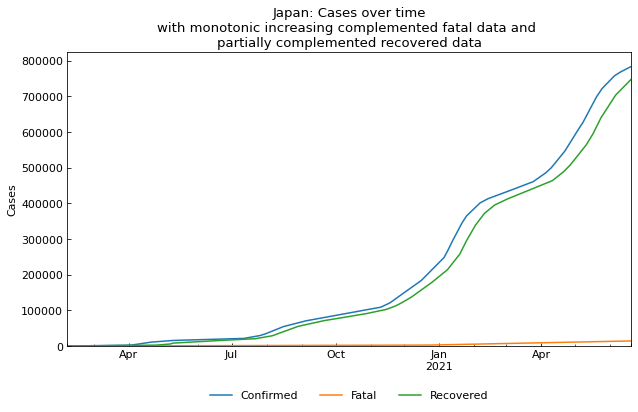 Japan: Cases over time
with monotonic increasing complemented fatal data and
partially complemented recovered data
800000
700000
600000
500000
400000
300000
200000
100000
0
Cases
Apr
Jul
Oct
Jan
2021
Apr
Confirmed
Fatal
Recovered